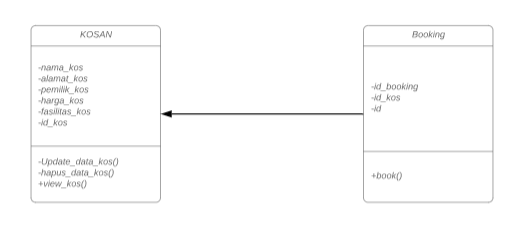 KOSAN
-nama_kos
-alamat_kos
-pemilik_kos
-harga_kos
-fasilitas_kos
-id_kos
-Update_data_kos()
-hapus_data_kos()
+view_kos()
Booking
-id_booking
-id_kos
-id
+book()